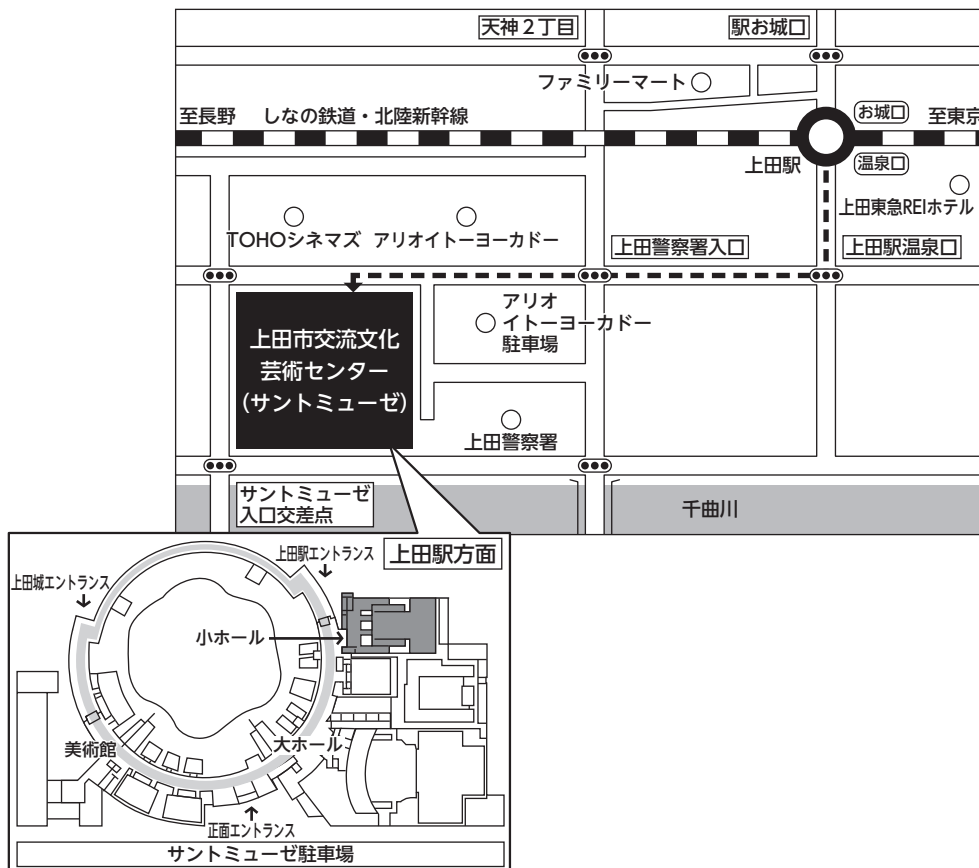 天神２丁目
駅お城口
ファミリーマート
お城口
至長野
しなの鉄道・北陸新幹線
至東京
上田駅
温泉口
上田東急REIホテル
TOHOシネマズ
アリオイトーヨーカドー
上田警察署入口
上田駅温泉口
アリオ
イトーヨーカドー
駐車場
上田市交流文化
芸術センター
(サントミューゼ)
上田警察署
サントミューゼ
入口交差点
千曲川
上田駅エントランス
上田駅方面
上田城エントランス
小ホール
美術館
大ホール
正面エントランス
サントミューゼ駐車場